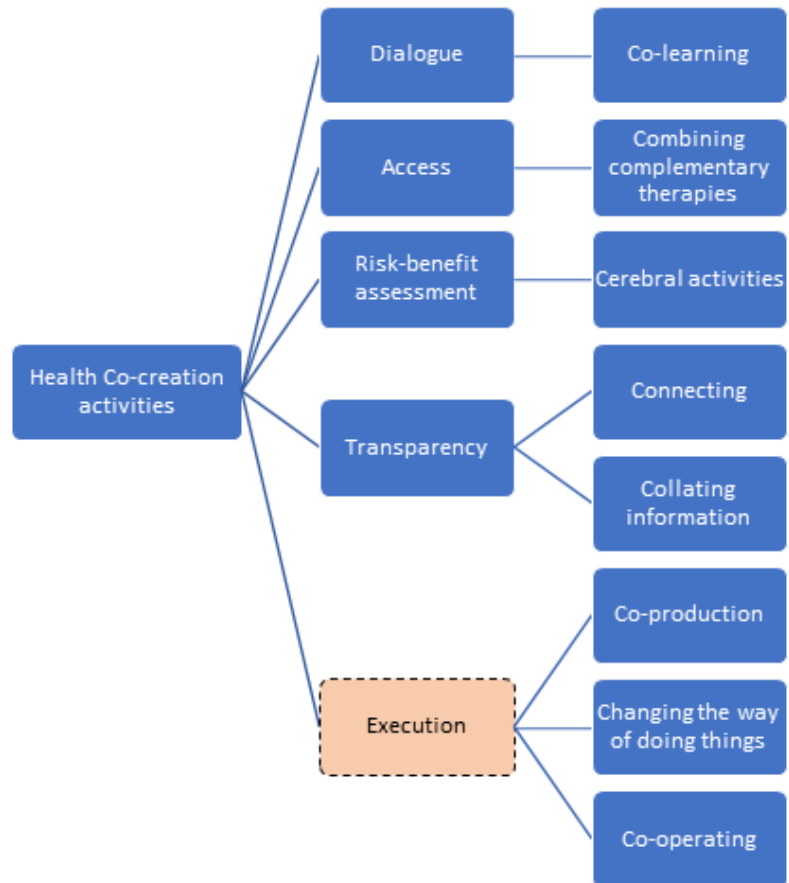 Dialogue
Co-learning
Access
Combining
complementary
therapies
Risk-benefit
assessment
Cerebral activities
Health Co-creation
activities
Transparency
Connecting
Collating
information
Execution
Co-production
Changing the way
of doing things
Co-operating